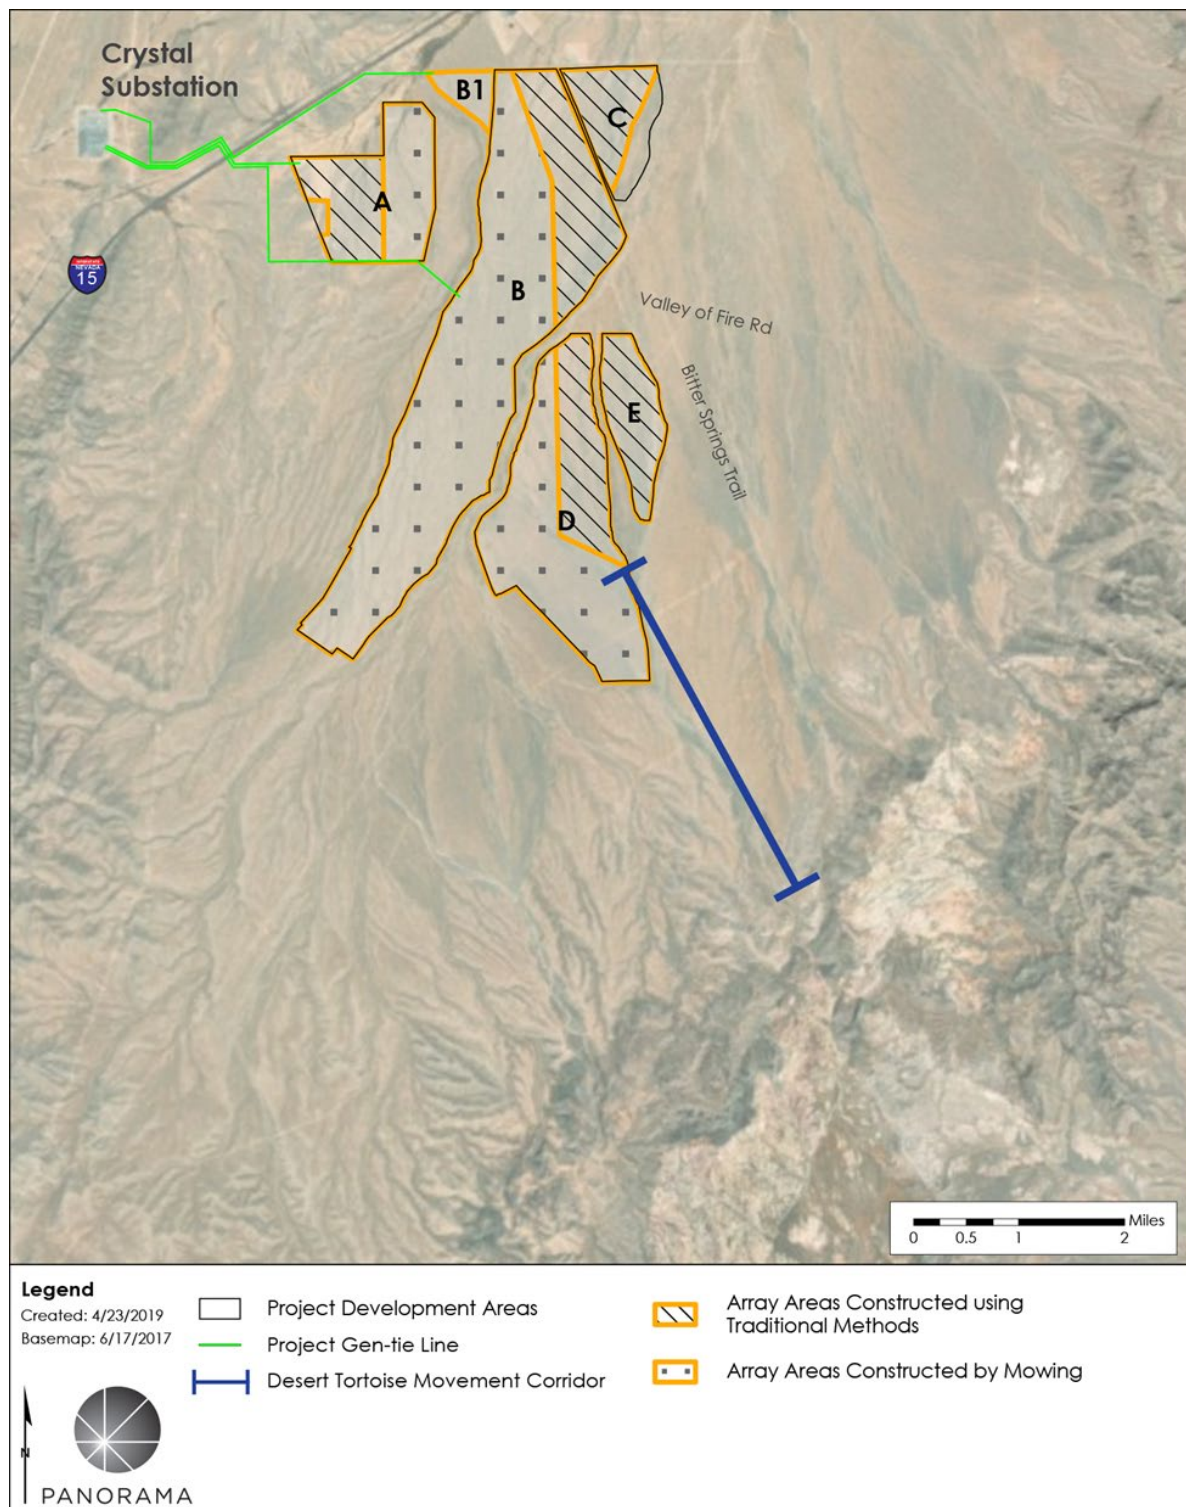 Crystal
Substation
B1
C
A
INTERSTATE
NEVADA
15
B
Valley of Fire Rd
Bitter Springs Trail
E
D
Miles
0 0.5 1 2
Legend
Created: 4/23/2019
Basemap: 6/17/2017
Project Development Areas
Project Gen-tie Line
Desert Tortoise Movement Corridor
Array Areas Constructed using
Traditional Methods
Array Areas Constructed by Mowing
N
PANORAMA